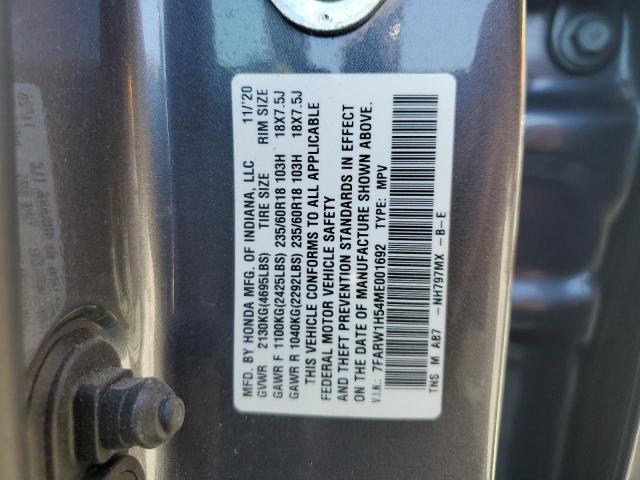 MFD. BY HONDA MFG. OF INDIANA, LLC 11/'20
GVWR 2130KG(4695LBS) TIRE SIZE RIM SIZE
GAWR F 1100KG(2425LBS) 235/60R18 103H 18X7.5J
GAWR R 1040KG(2292LBS) 235/60R18 103H 18X7.5J
THIS VEHICLE CONFORMS TO ALL APPLICABLE
FEDERAL MOTOR VEHICLE SAFETY
AND THEFT PREVENTION STANDARDS IN EFFECT
ON THE DATE OF MANUFACTURE SHOWN ABOVE.
V.I.N.: 7FARW1H54ME001692 TYPE: MPV
TNS M AB7 -NH797MX -B-E